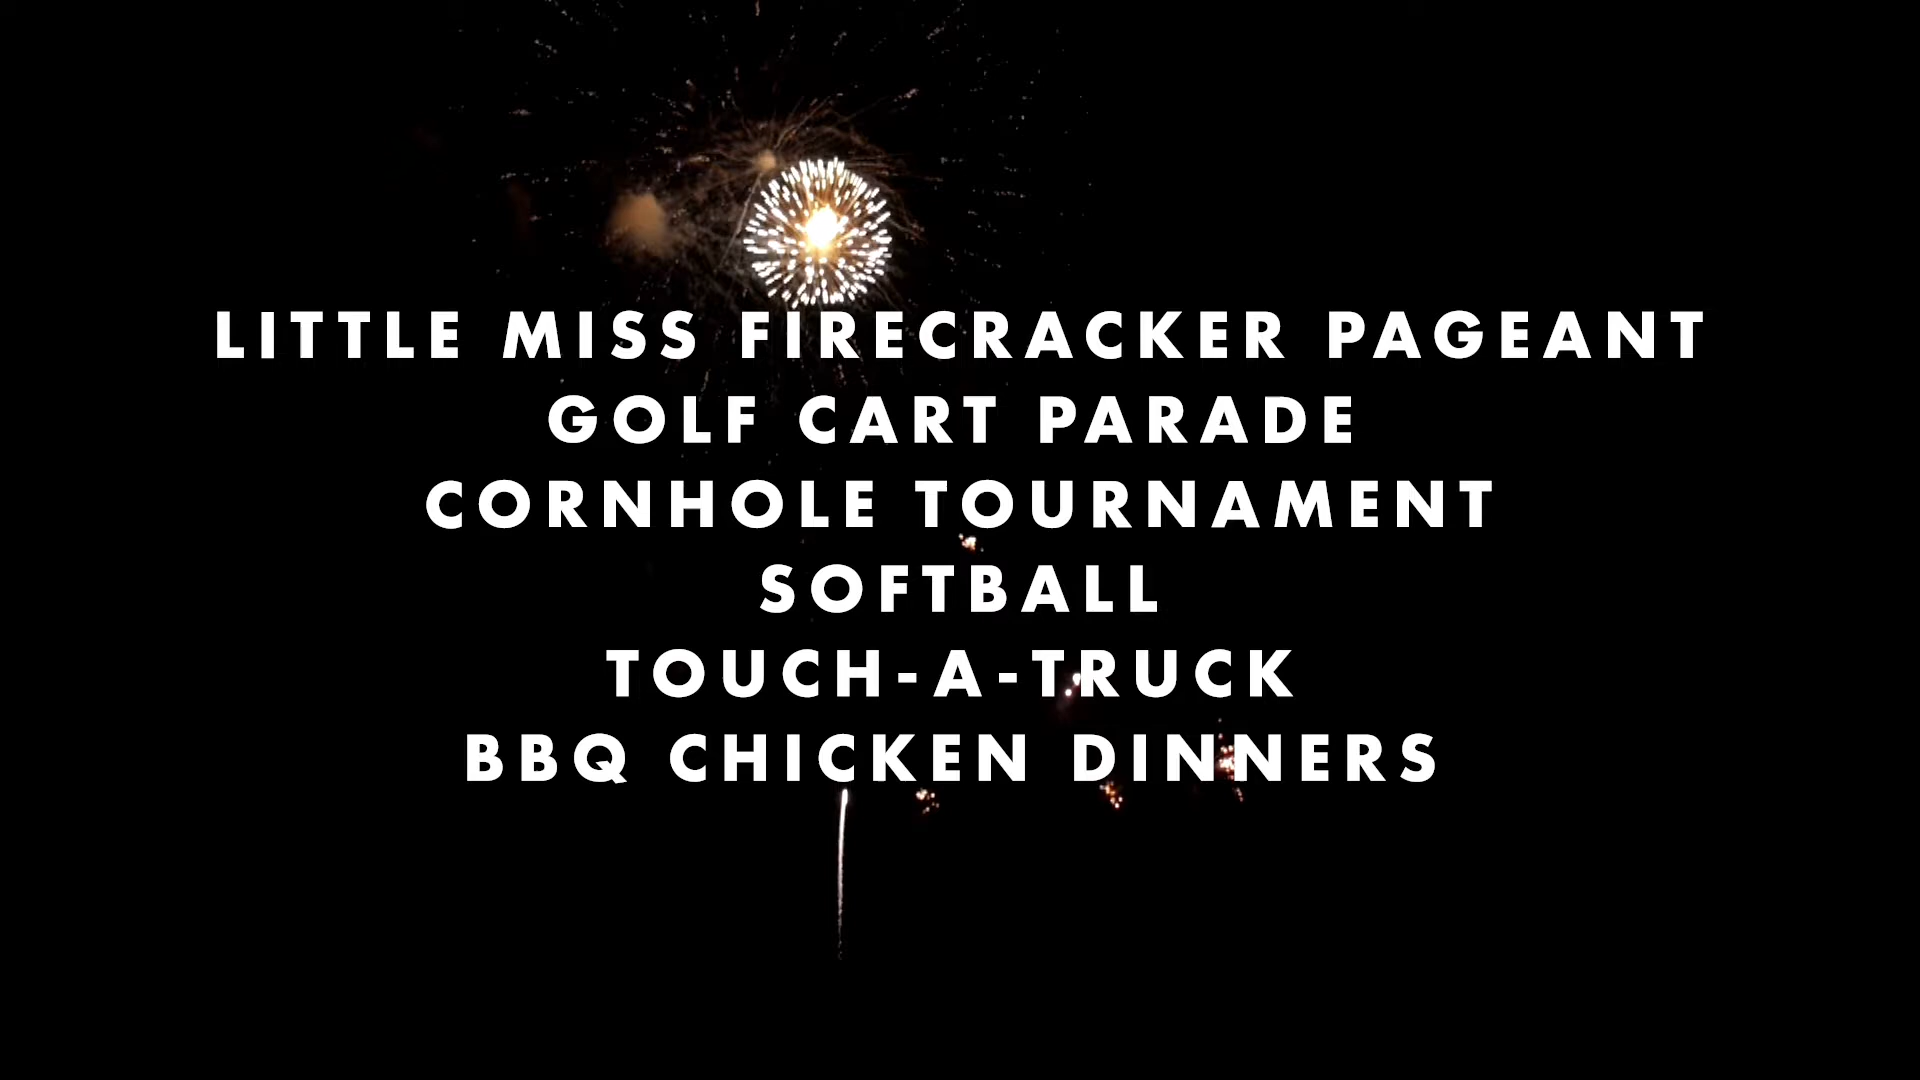 LITTLE MISS FIRECRACKER PAGEANT
GOLF CART PARADE
CORNHOLE TOURNAMENT
SOFTBALL
TOUCH-A-TRUCK
BBQ CHICKEN DINNERS